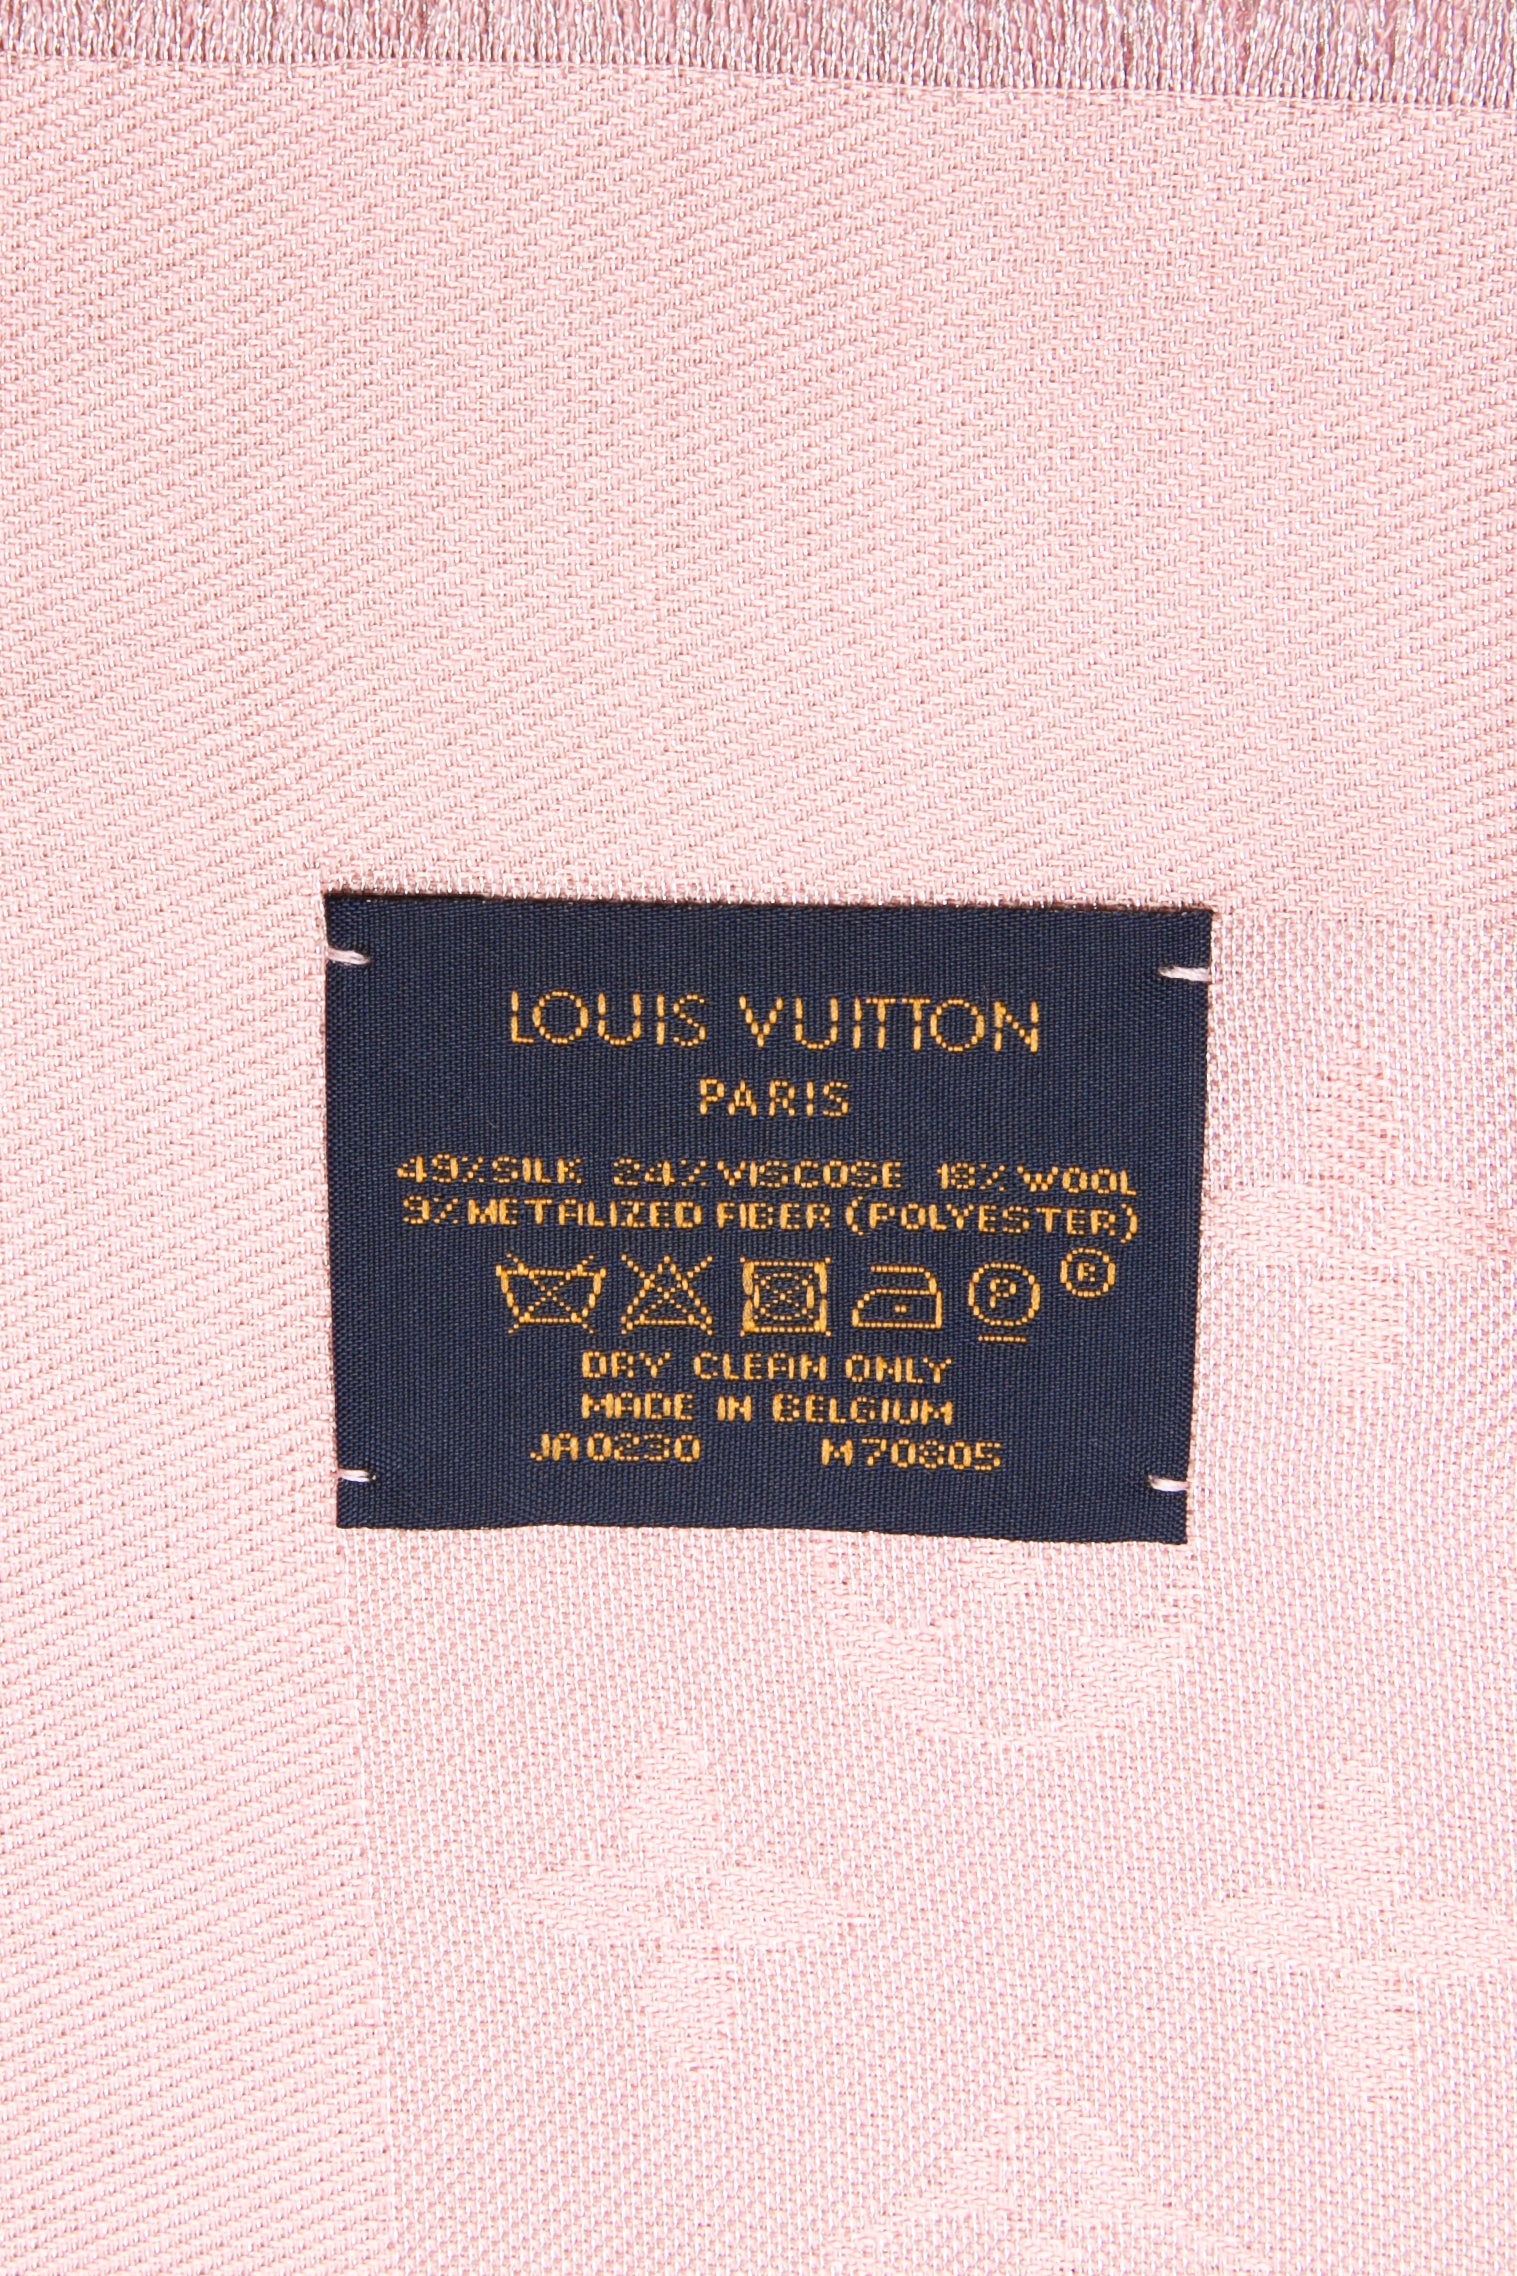 LOUIS VUITTON
PARIS
49% SILK 24% VISCOSE 18% WOOL
9% METALIZED FIBER (POLYESTER)
P ®
DRY CLEAN ONLY
MADE IN BELGIUM
JA0230 M70805